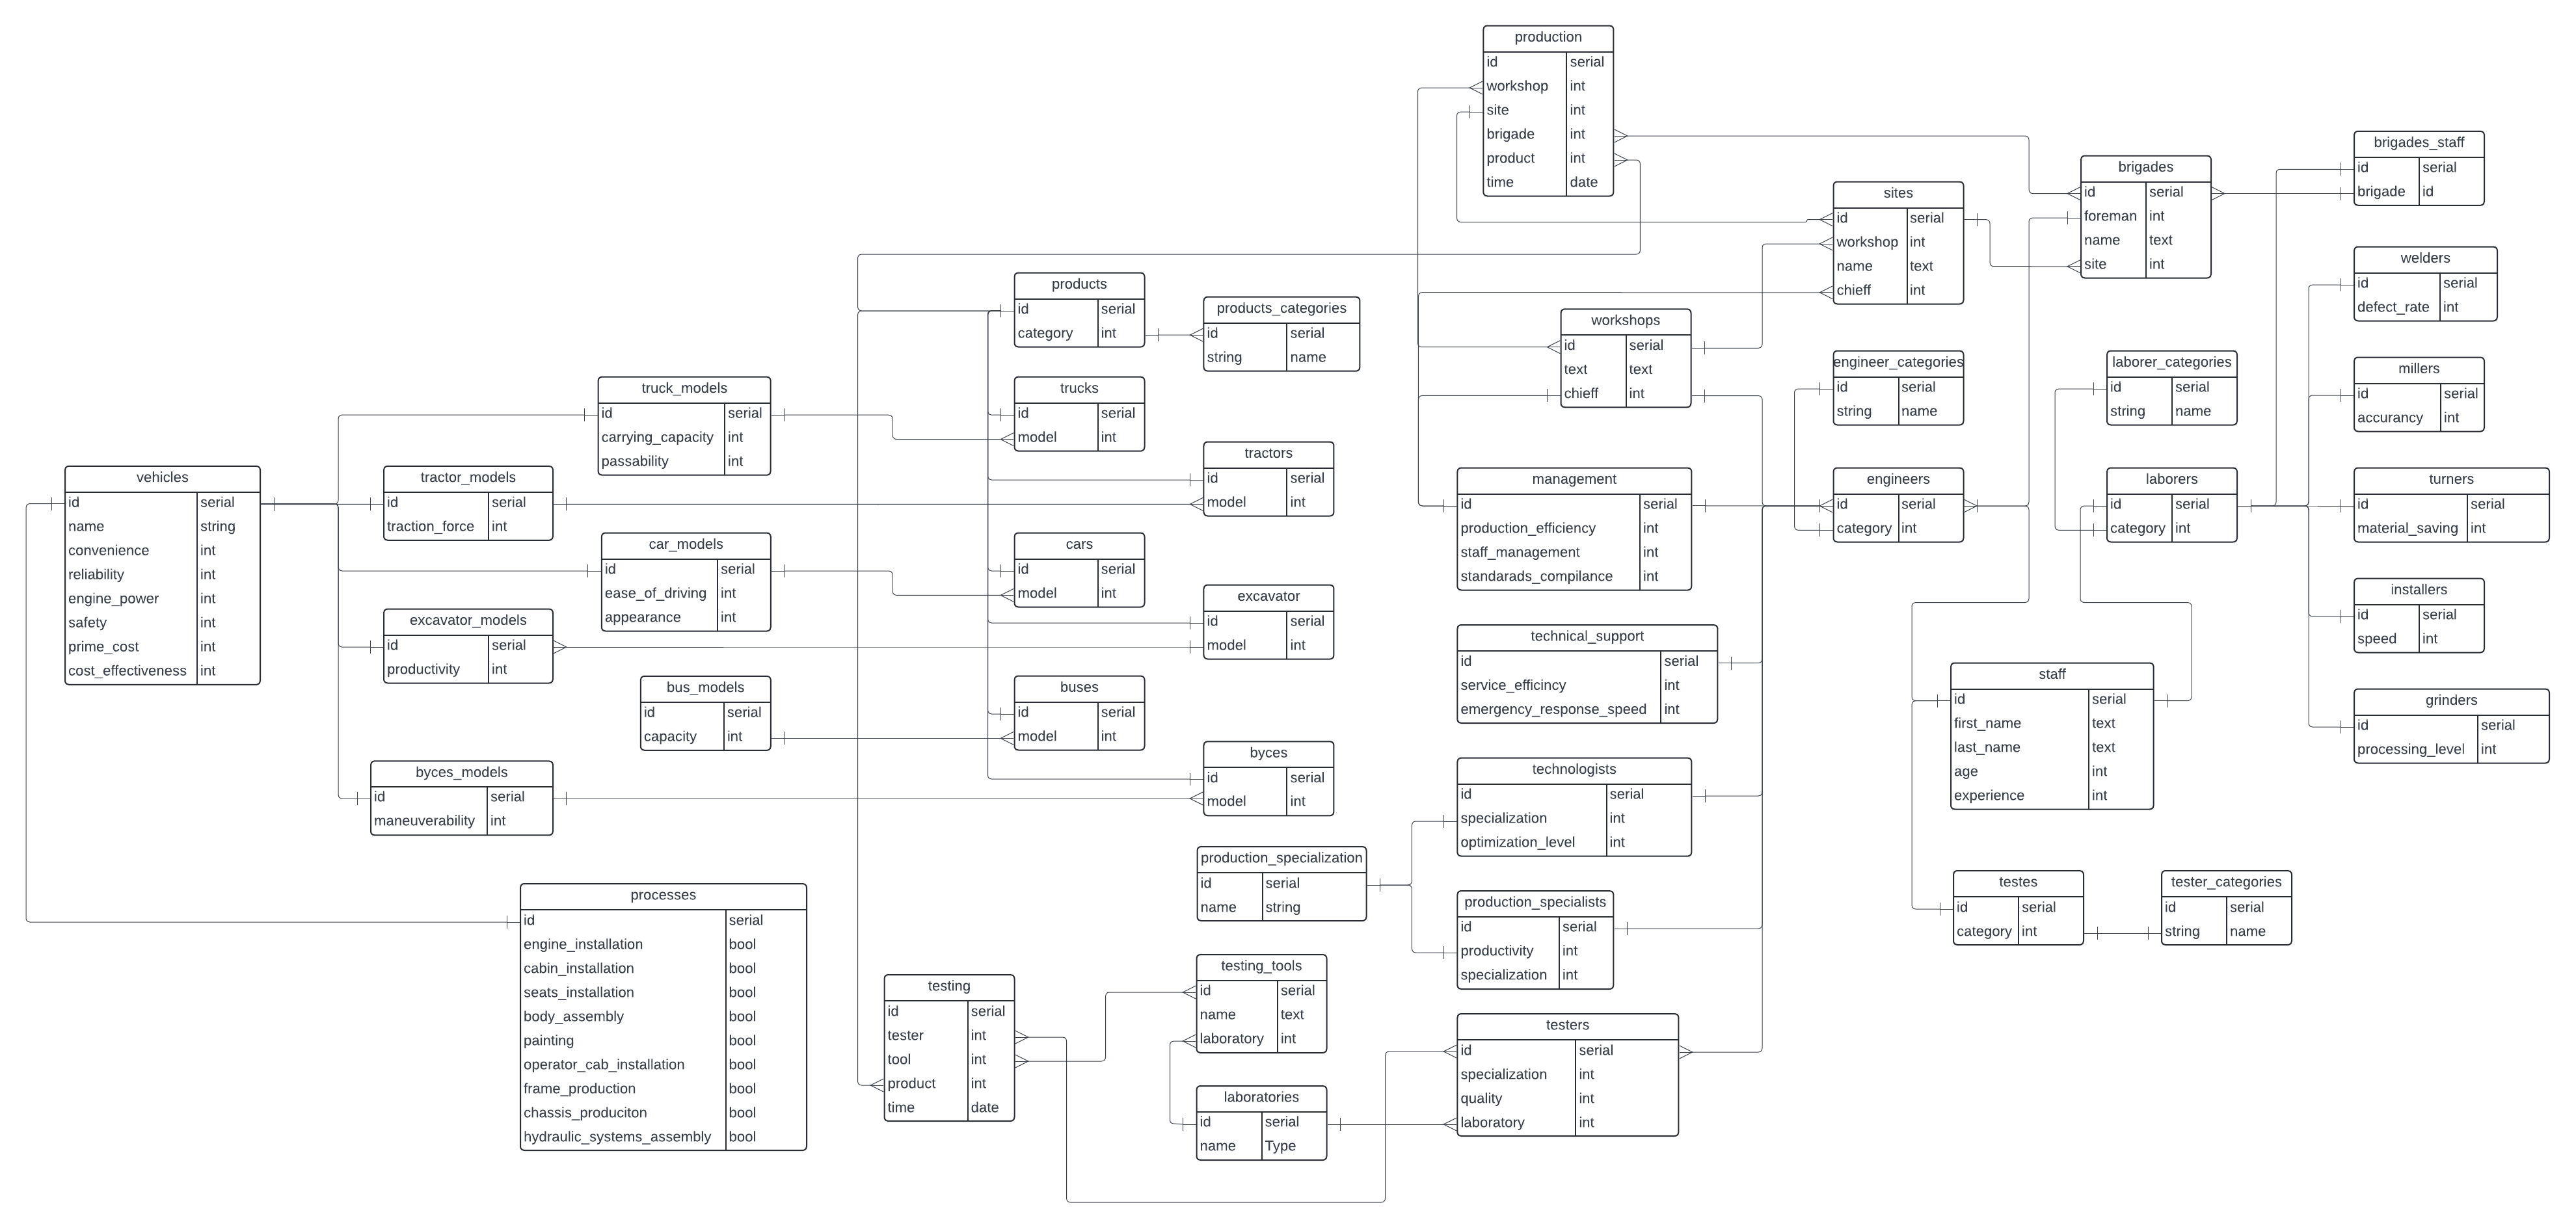 production
id serial
workshop int
site int
brigade int
product int
time date
brigades_staff
id serial
brigade id
brigades
id serial
foreman int
name text
site int
sites
id serial
workshop int
name text
chieff int
welders
id serial
defect_rate int
products
id serial
category int
products_categories
id serial
string name
workshops
id serial
text text
chieff int
engineer_categories
id serial
string name
laborer_categories
id serial
string name
millers
id serial
accurancy int
truck_models
id serial
carrying_capacity int
passability int
trucks
id serial
model int
tractors
id serial
model int
vehicles
id serial
name string
convenience int
reliability int
engine_power int
safety int
prime_cost int
cost_effectiveness int
tractor_models
id serial
traction_force int
management
id serial
production_efficiency int
staff_management int
standarads_compilance int
engineers
id serial
category int
laborers
id serial
category int
turners
id serial
material_saving int
car_models
id serial
ease_of_driving int
appearance int
cars
id serial
model int
excavator
id serial
model int
installers
id serial
speed int
excavator_models
id serial
productivity int
technical_support
id serial
service_efficincy int
emergency_response_speed int
staff
id serial
first_name text
last_name text
age int
experience int
bus_models
id serial
capacity int
buses
id serial
model int
grinders
id serial
processing_level int
byces
id serial
model int
byces_models
id serial
maneuverability int
technologists
id serial
specialization int
optimization_level int
production_specialization
id serial
name string
testes
id serial
category int
tester_categories
id serial
string name
processes
id serial
engine_installation bool
cabin_installation bool
seats_installation bool
body_assembly bool
painting bool
operator_cab_installation bool
frame_production bool
chassis_produciton bool
hydraulic_systems_assembly bool
production_specialists
id serial
productivity int
specialization int
testing_tools
id serial
name text
laboratory int
testing
id serial
tester int
tool int
product int
time date
testers
id serial
specialization int
quality int
laboratory int
laboratories
id serial
name Type